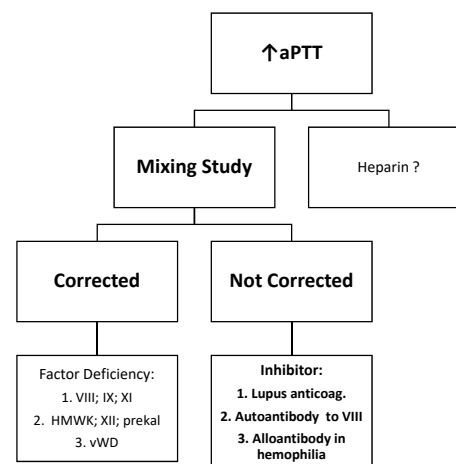 ↑aPTT
Mixing Study
Heparin ?
Corrected
Not Corrected
Factor Deficiency:
1. VIII; IX; XI
2. HMWK; XII; prekal
3. vWD
Inhibitor:
1. Lupus anticoag.
2. Autoantibody to VIII
3. Alloantibody in
hemophilia